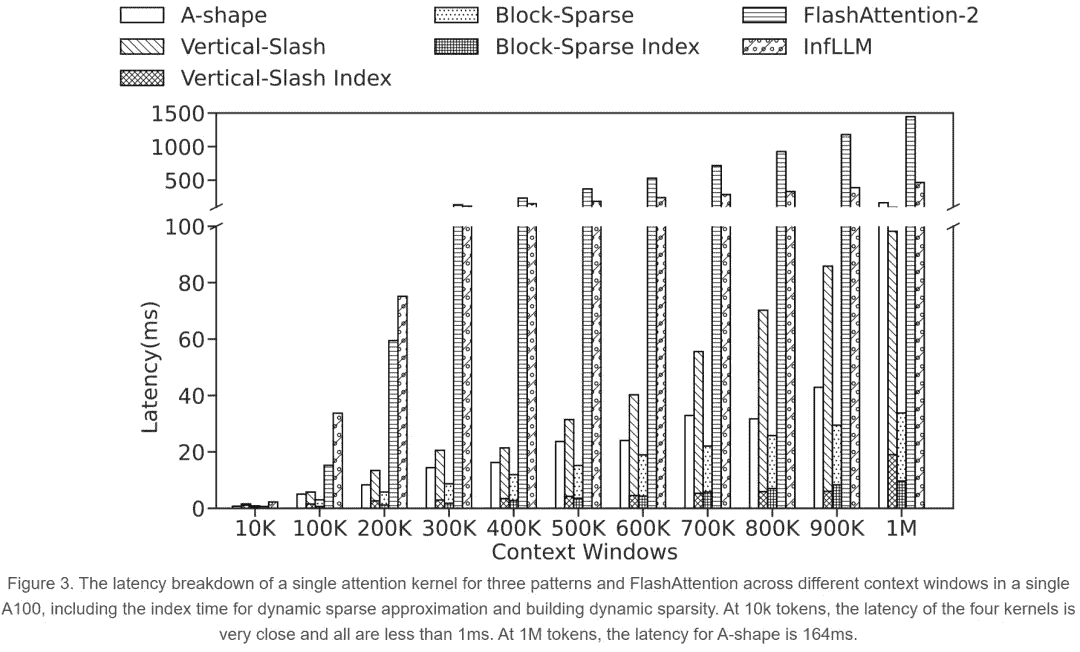 A-shape
Vertical-Slash
Vertical-Slash Index
Block-Sparse
Block-Sparse Index
FlashAttention-2
InfLLM
1500
1000
500
100
80
60
40
20
0
Latency(ms)
10K 100K 200K 300K 400K 500K 600K 700K 800K 900K 1M
Context Windows
Figure 3. The latency breakdown of a single attention kernel for three patterns and FlashAttention across different context windows in a single
A100, including the index time for dynamic sparse approximation and building dynamic sparsity. At 10k tokens, the latency of the four kernels is
very close and all are less than 1ms. At 1M tokens, the latency for A-shape is 164ms.